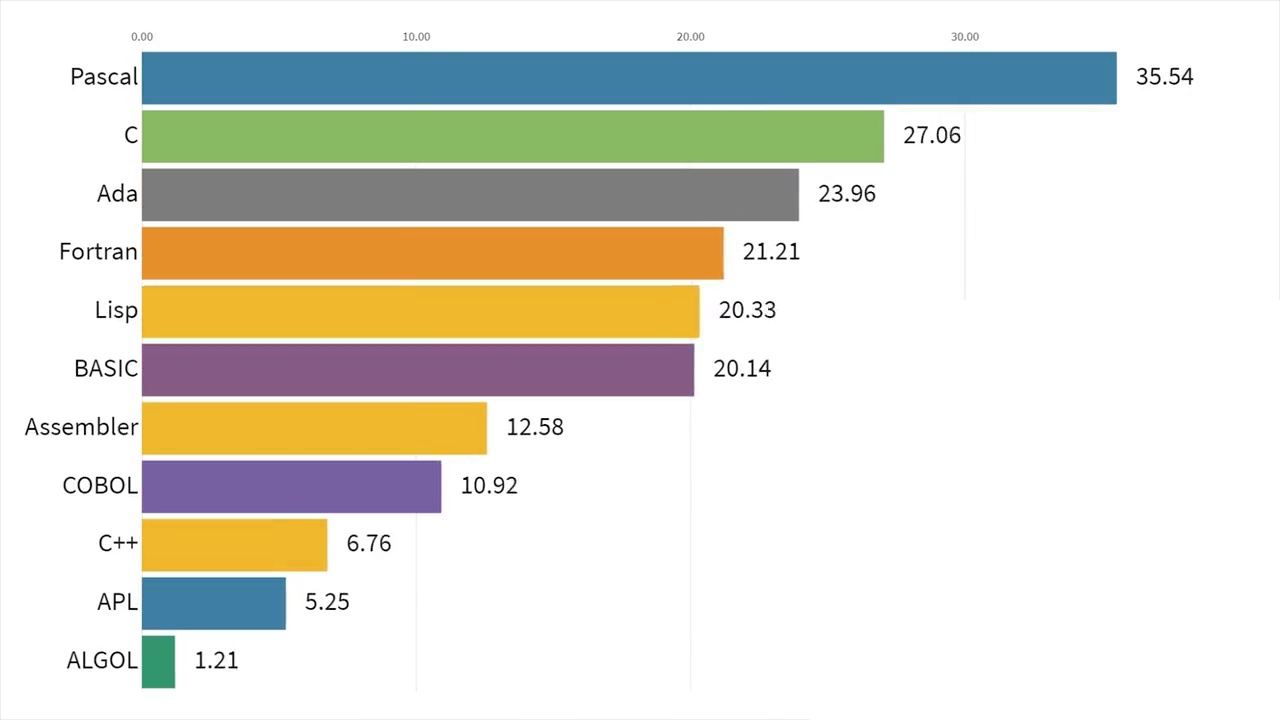 0.00 10.00 20.00 30.00
Pascal 35.54
C 27.06
Ada 23.96
Fortran 21.21
Lisp 20.33
BASIC 20.14
Assembler 12.58
COBOL 10.92
C++ 6.76
APL 5.25
ALGOL 1.21